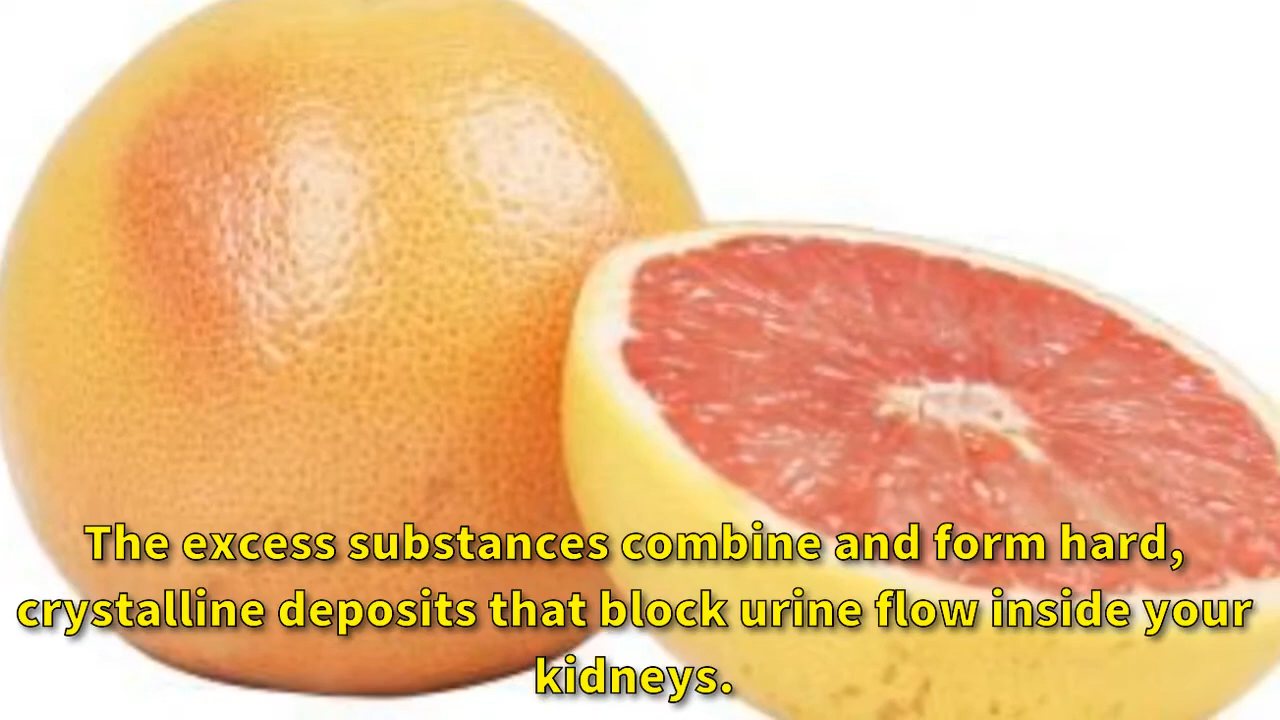 The excess substances combine and form hard,
crystalline deposits that block urine flow inside your
kidneys.